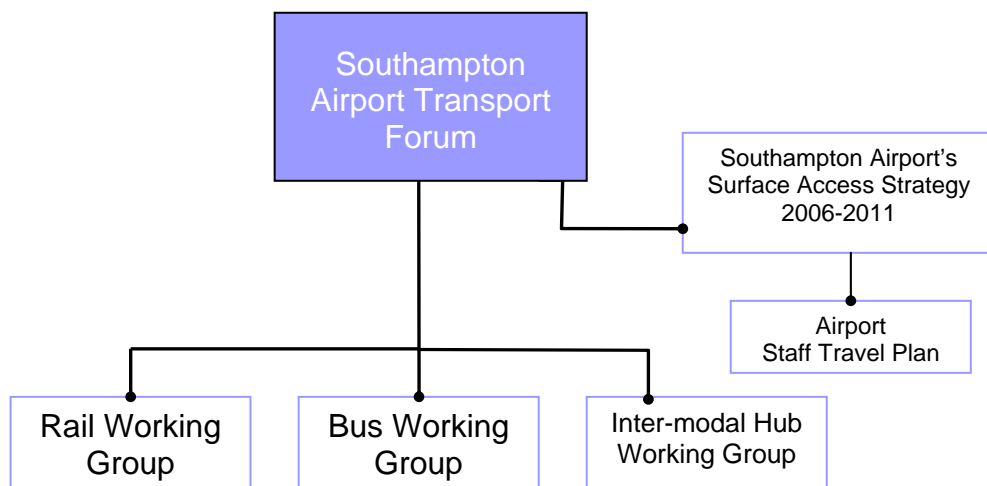 Southampton
Airport Transport
Forum
Southampton Airport's
Surface Access Strategy
2006-2011
Airport
Staff Travel Plan
Rail Working
Group
Bus Working
Group
Inter-modal Hub
Working Group